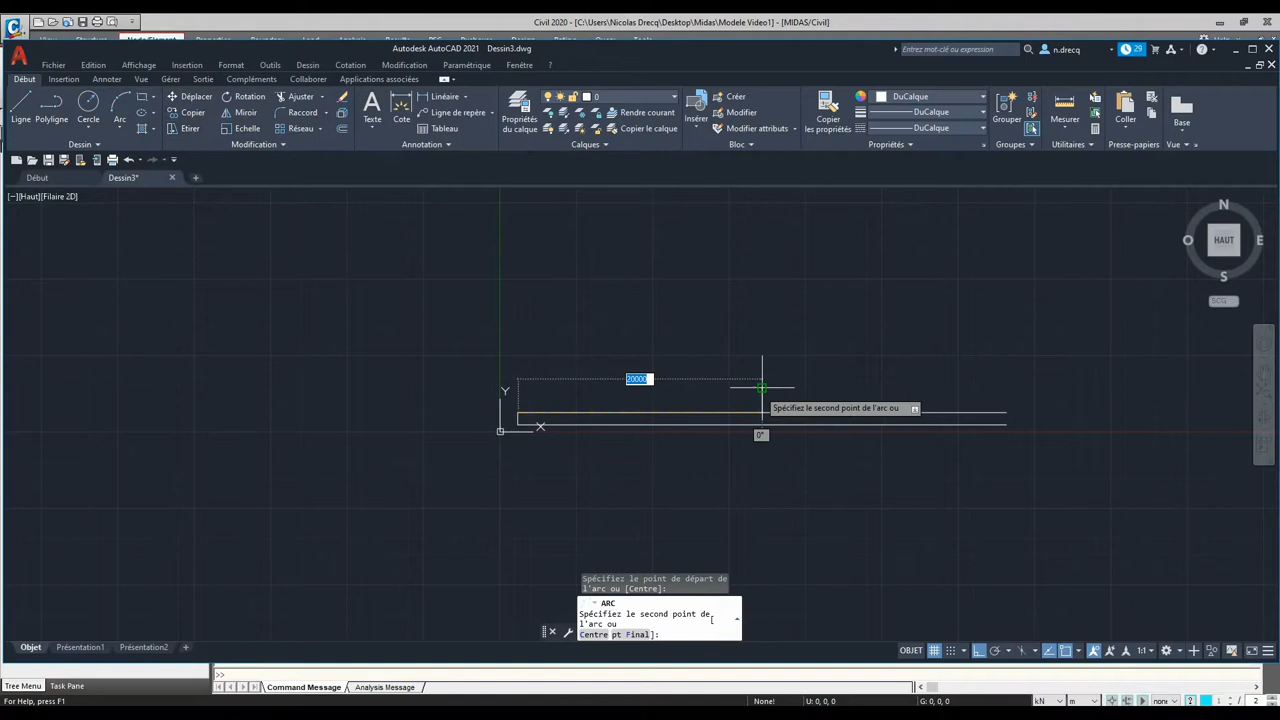 Civil 2020 - [C:\Users\Nicolas Drecq\Desktop\Midas\Modele Video1] - [MIDAS/Civil]
Autodesk AutoCAD 2021 Dessin3.dwg
Entrez mot-clé ou expression
n.drecq
29
Fichier Edition Affichage Insertion Format Outils Dessin Cotation Modification Paramétrique Fenêtre ?
Début Insertion Annoter Vue Gérer Sortie Compléments Collaborer Applications associées
Ligne Polyligne Cercle Arc
Déplacer Rotation Ajuster
Copier Miroir Raccord
Etirer Echelle Réseau
Texte Cote
Linéaire
Ligne de repère
Tableau
Propriétés
du calque
0
Rendre courant
Copier le calque
Insérer
Créer
Modifier
Modifier attributs
Copier
les propriétés
DuCalque
DuCalque
DuCalque
Grouper
Mesurer
Coller
Base
Dessin Modification Annotation Calques Bloc Propriétés Groupes Utilitaires Presse-papiers Vue
Début Dessin3* +
[−][Haut][Filaire 2D]
N
O HAUT E
S
SCG
20000
Y
X
Spécifiez le second point de l'arc ou
0°
Spécifiez le point de départ de
l'arc ou [Centre]:
ARC
Spécifiez le second point de
l'arc ou [
Centre pt Final]:
Objet Présentation1 Présentation2 +
OBJET
1:1
>>
Tree Menu Task Pane
Command Message Analysis Message
For Help, press F1
None!
U: 0, 0, 0
G: 0, 0, 0
kN
m
none
/ 2